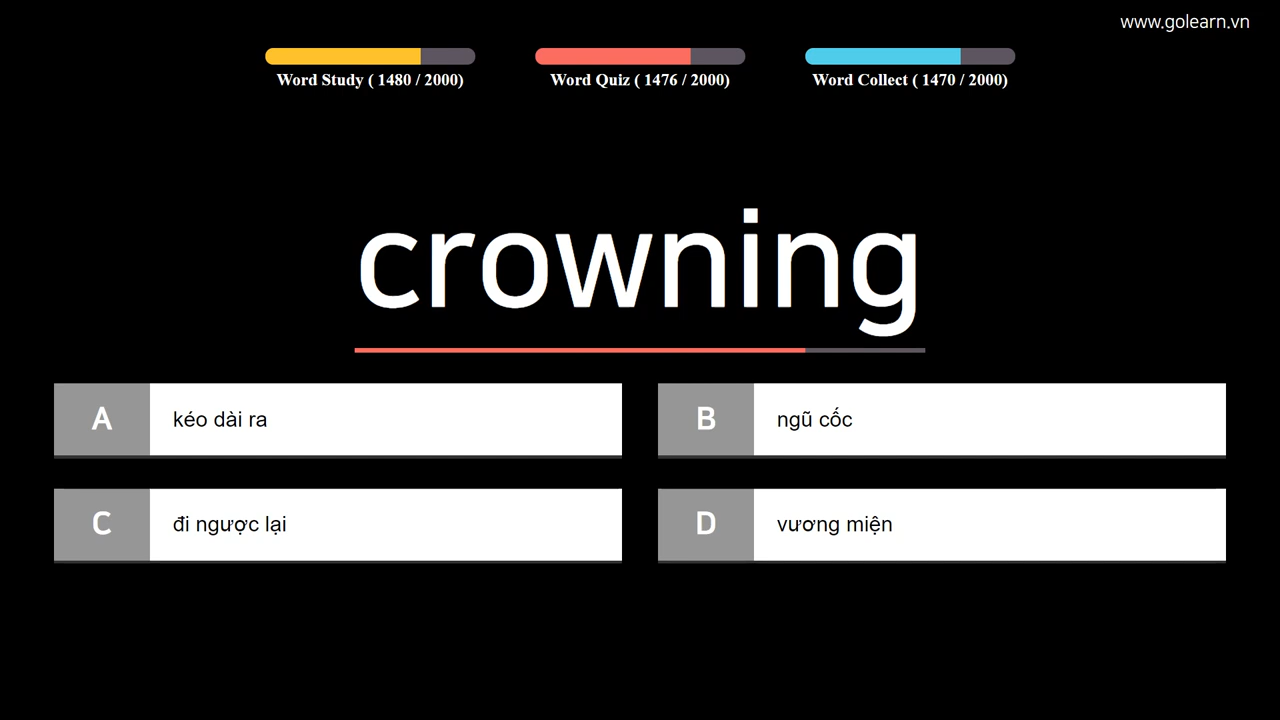 www.golearn.vn
Word Study ( 1480 / 2000)
Word Quiz ( 1476 / 2000)
Word Collect ( 1470 / 2000)
crowning
A kéo dài ra
B ngũ cốc
C đi ngược lại
D vương miện